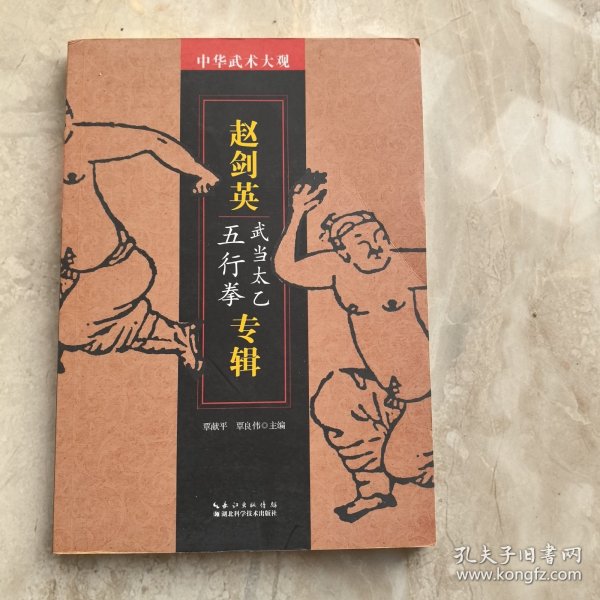 中华武术大观
赵剑英
武当太乙
五行拳
专辑
覃献平 覃良伟◎主编
长江出版传媒
湖北科学技术出版社
孔夫子旧书网
www.kongfz.com